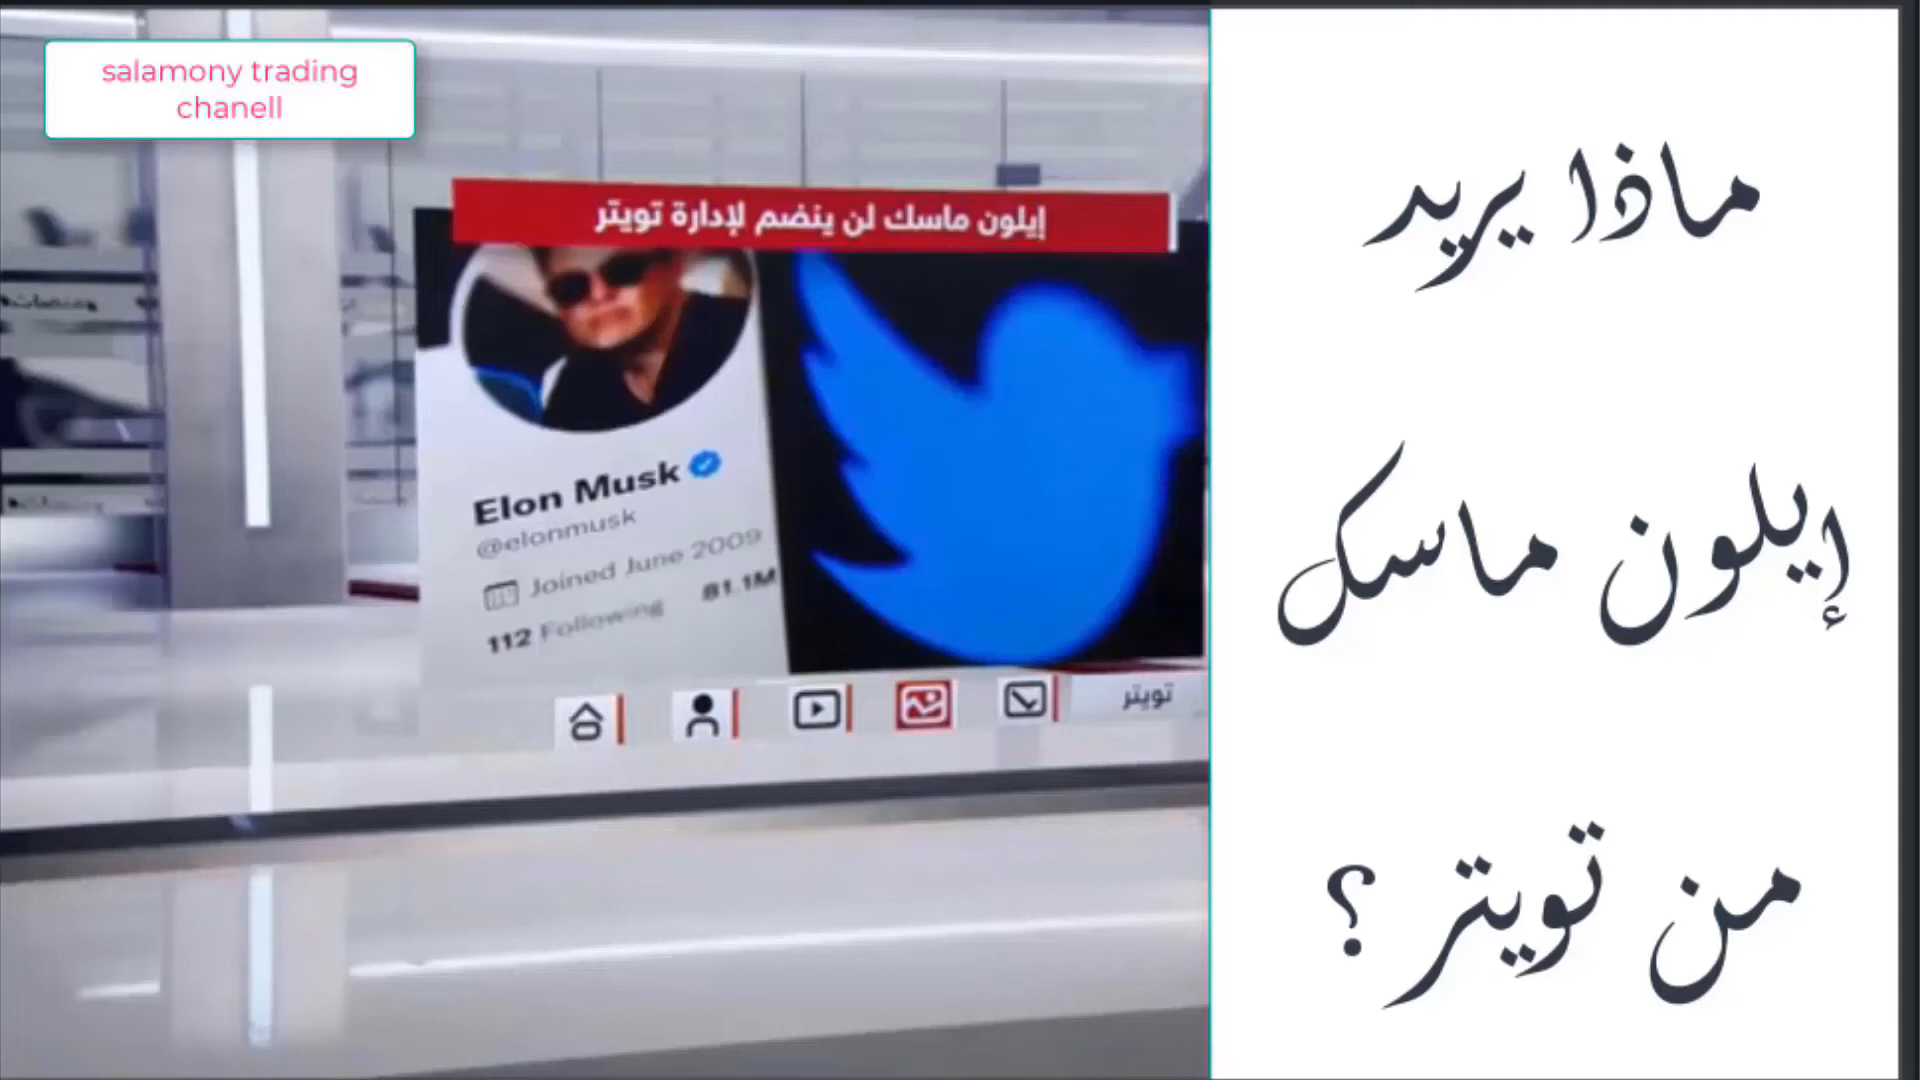 salamony trading
chanell
إيلون ماسك لن ينضم لإدارة تويتر
Elon Musk
@elonmusk
Joined June 2009
112 Following 81.1M
تويتر
ماذا يريد
إيلون ماسك
من تويتر ؟